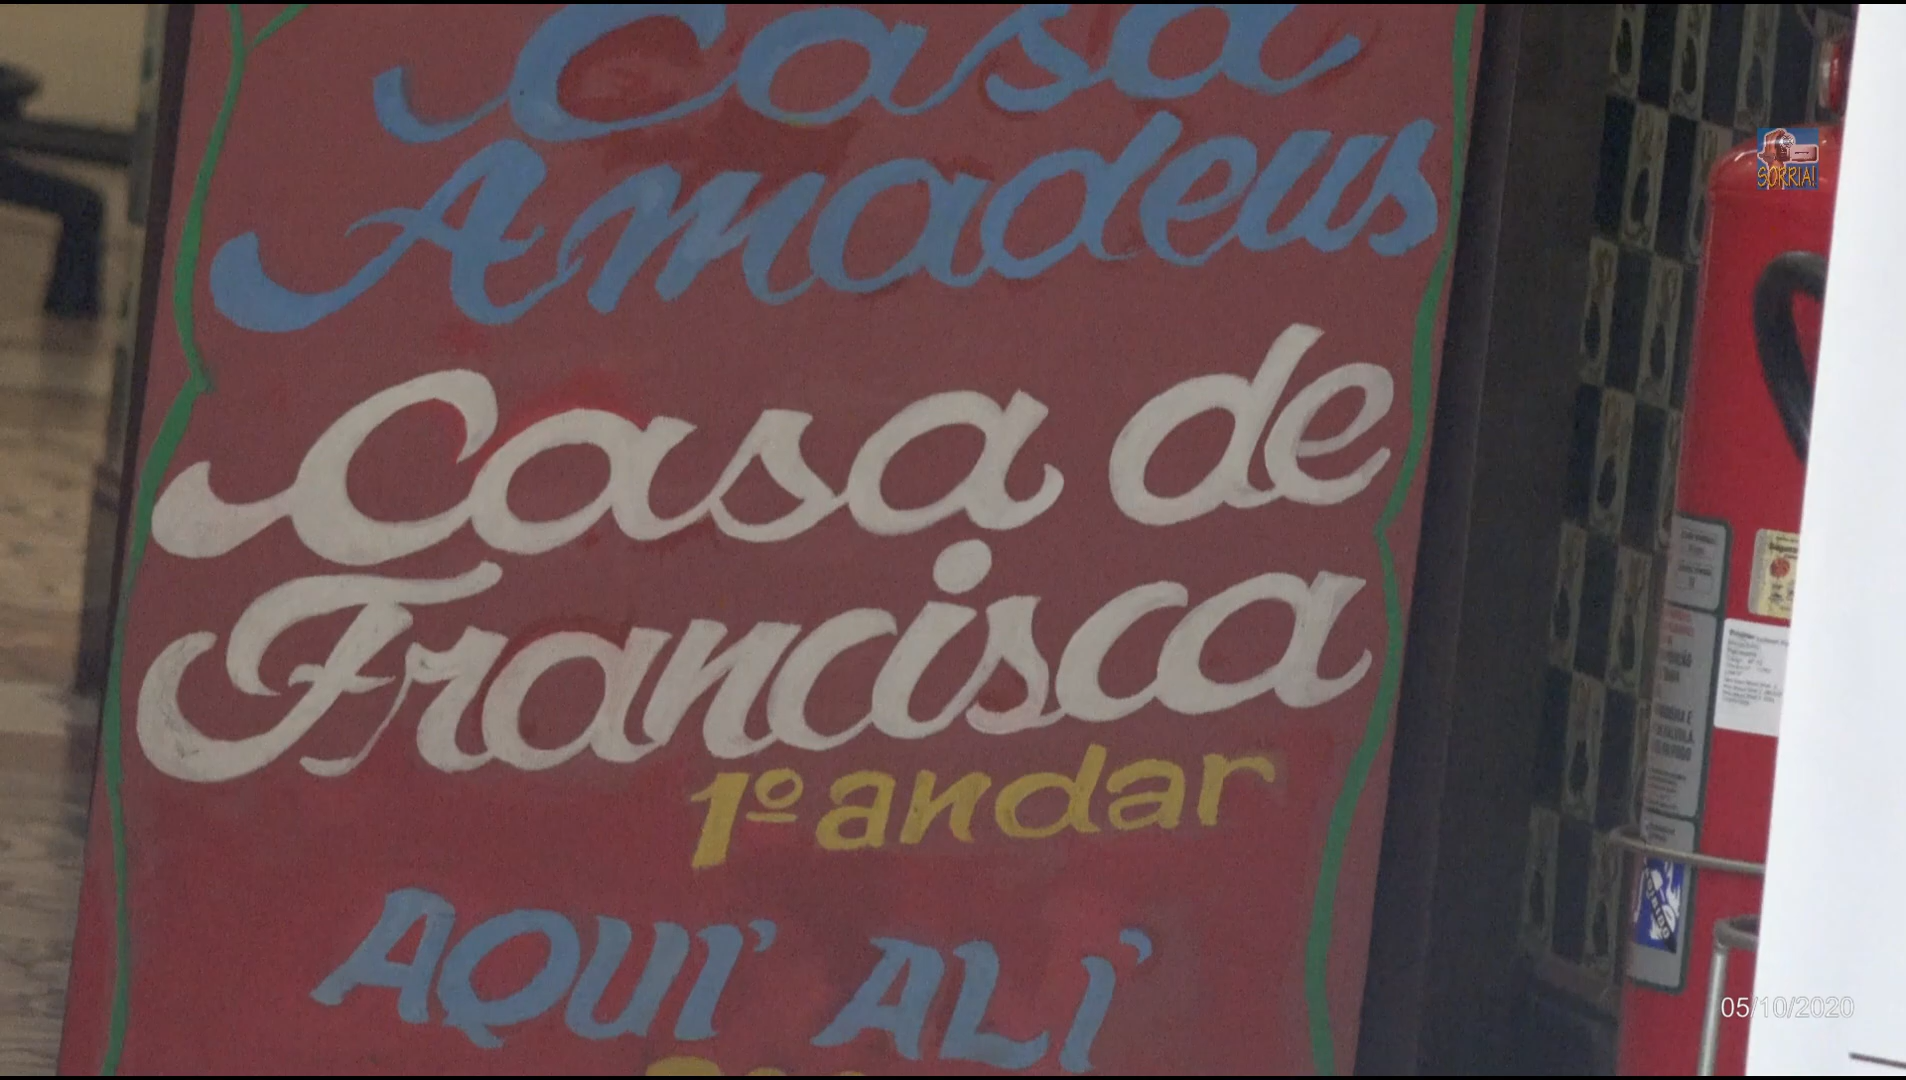 Casa
Amadeus
Casa de
Francisca
1º andar
AQUI' ALI'
SORRIA!
05/10/2020